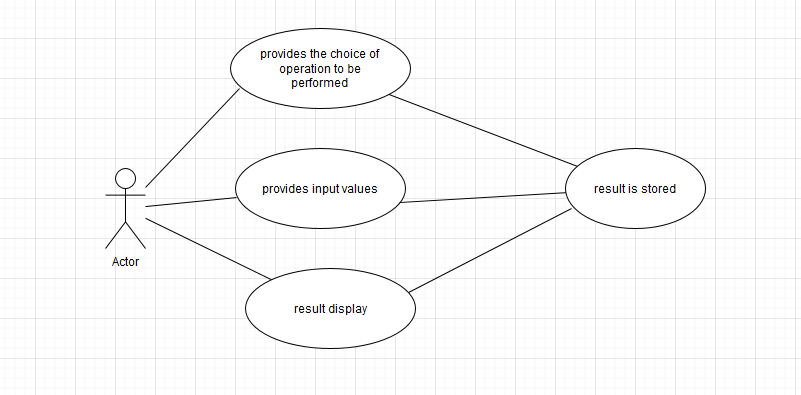 provides the choice of
operation to be
performed
provides input values
result is stored
Actor
result display